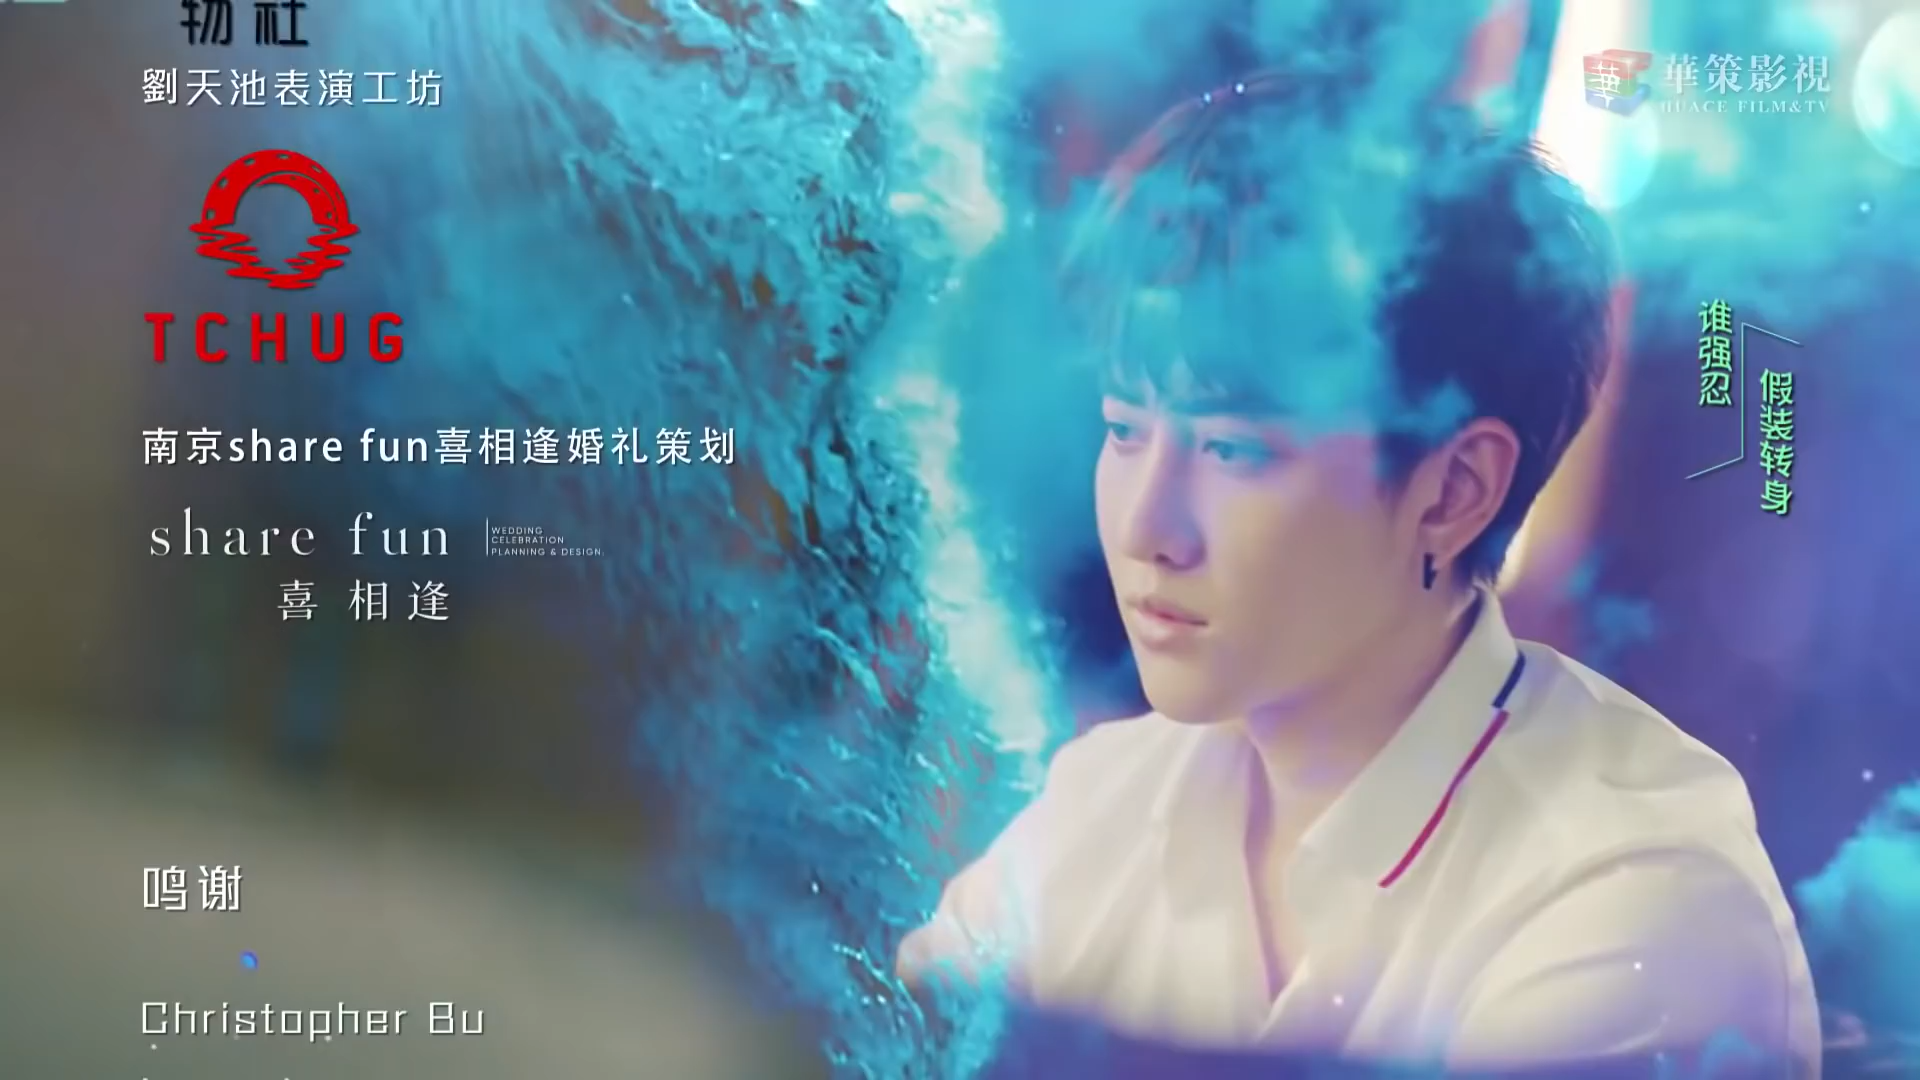 物社
劉天池表演工坊
TCHUG
南京share fun喜相逢婚礼策划
share fun
WEDDING
CELEBRATION
PLANNING & DESIGN.
喜相逢
鸣谢
Christopher Bu
華
華策影視
HUACE FILM&TV
谁强忍
假装转身